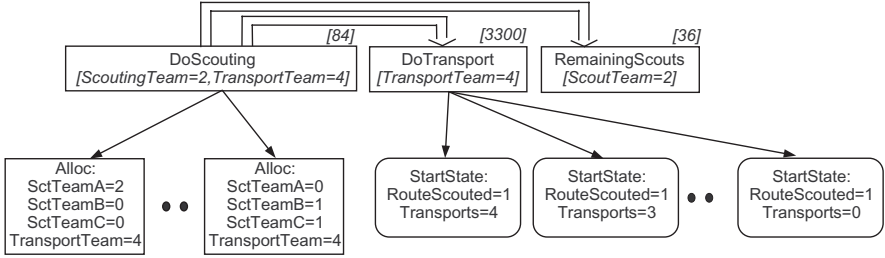 [84]
DoScouting
[ScoutingTeam=2,TransportTeam=4]
[3300]
DoTransport
[TransportTeam=4]
[36]
RemainingScouts
[ScoutTeam=2]
Alloc:
SctTeamA=2
SctTeamB=0
SctTeamC=0
TransportTeam=4
Alloc:
SctTeamA=0
SctTeamB=1
SctTeamC=1
TransportTeam=4
StartState:
RouteScouted=1
Transports=4
StartState:
RouteScouted=1
Transports=3
StartState:
RouteScouted=1
Transports=0